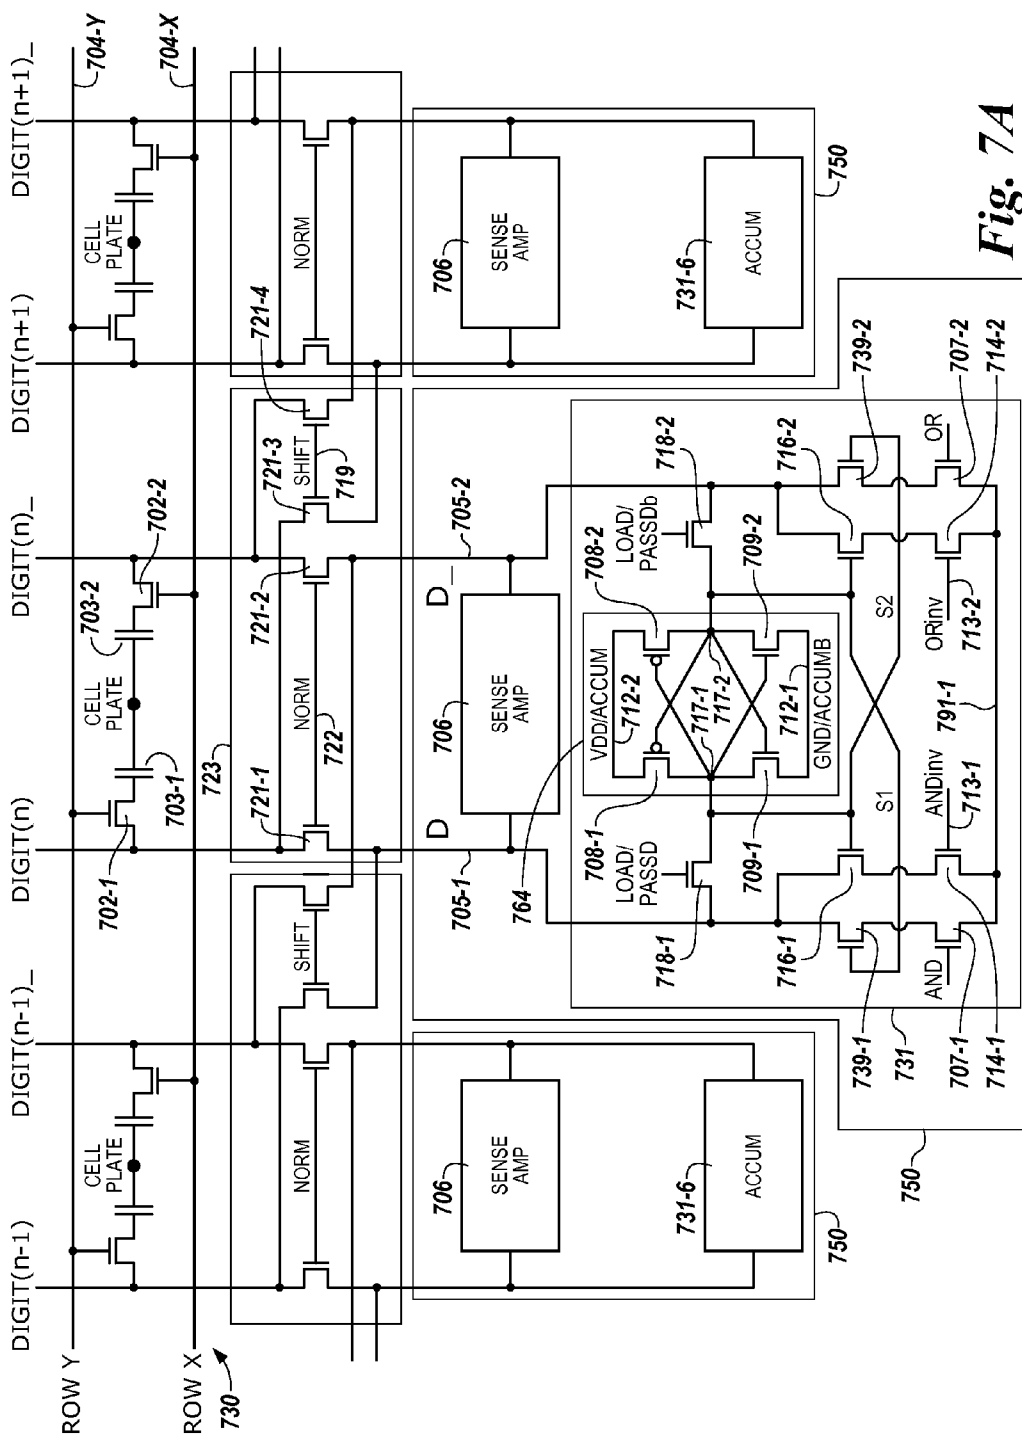 ROW Y
ROW X
730
704-Y
704-X
DIGIT(n-1)
DIGIT(n-1)_
DIGIT(n)
DIGIT(n)_
DIGIT(n+1)
DIGIT(n+1)_
CELL
PLATE
CELL
PLATE
CELL
PLATE
702-1
703-1
703-2
702-2
723
NORM
SHIFT
721-1
NORM
722
721-2
721-3
SHIFT
719
721-4
NORM
705-1
D
D_
705-2
706
SENSE
AMP
706
SENSE
AMP
706
SENSE
AMP
731-6
ACCUM
731-6
ACCUM
750
750
750
764
LOAD/
PASSD
718-1
708-1
709-1
VDD/ACCUM
712-2
717-1
717-2
712-1
GND/ACCUMB
708-2
709-2
LOAD/
PASSDb
718-2
716-1
716-2
739-1
739-2
S1
S2
AND
707-1
ANDinv
713-1
714-1
791-1
ORinv
713-2
714-2
OR
707-2
731
Fig. 7A